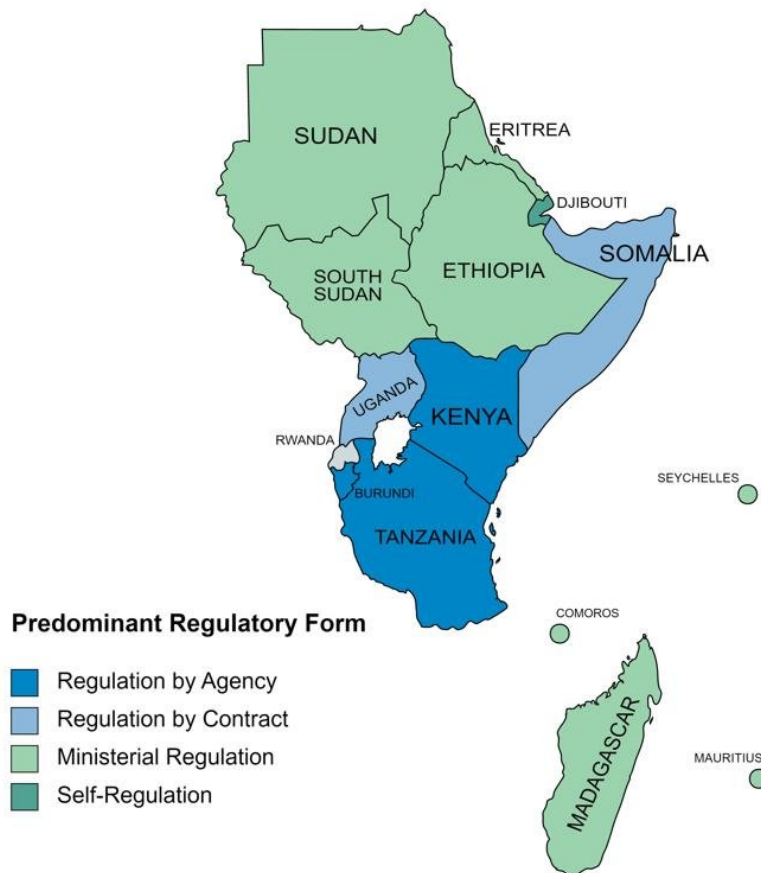 SUDAN
ERITREA
DJIBOUTI
SOMALIA
ETHIOPIA
SOUTH
SUDAN
UGANDA
KENYA
RWANDA
BURUNDI
SEYCHELLES
TANZANIA
COMOROS
Predominant Regulatory Form
Regulation by Agency
Regulation by Contract
Ministerial Regulation
Self-Regulation
MADAGASCAR
MAURITIUS